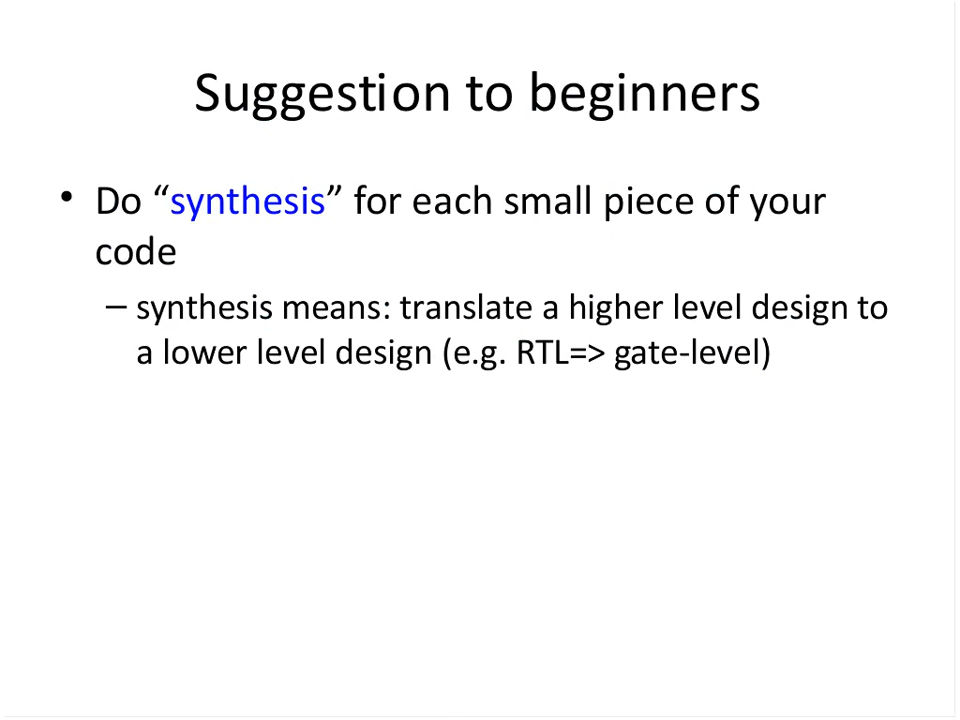 Suggestion to beginners
• Do “synthesis” for each small piece of your
code
– synthesis means: translate a higher level design to
a lower level design (e.g. RTL=> gate-level)